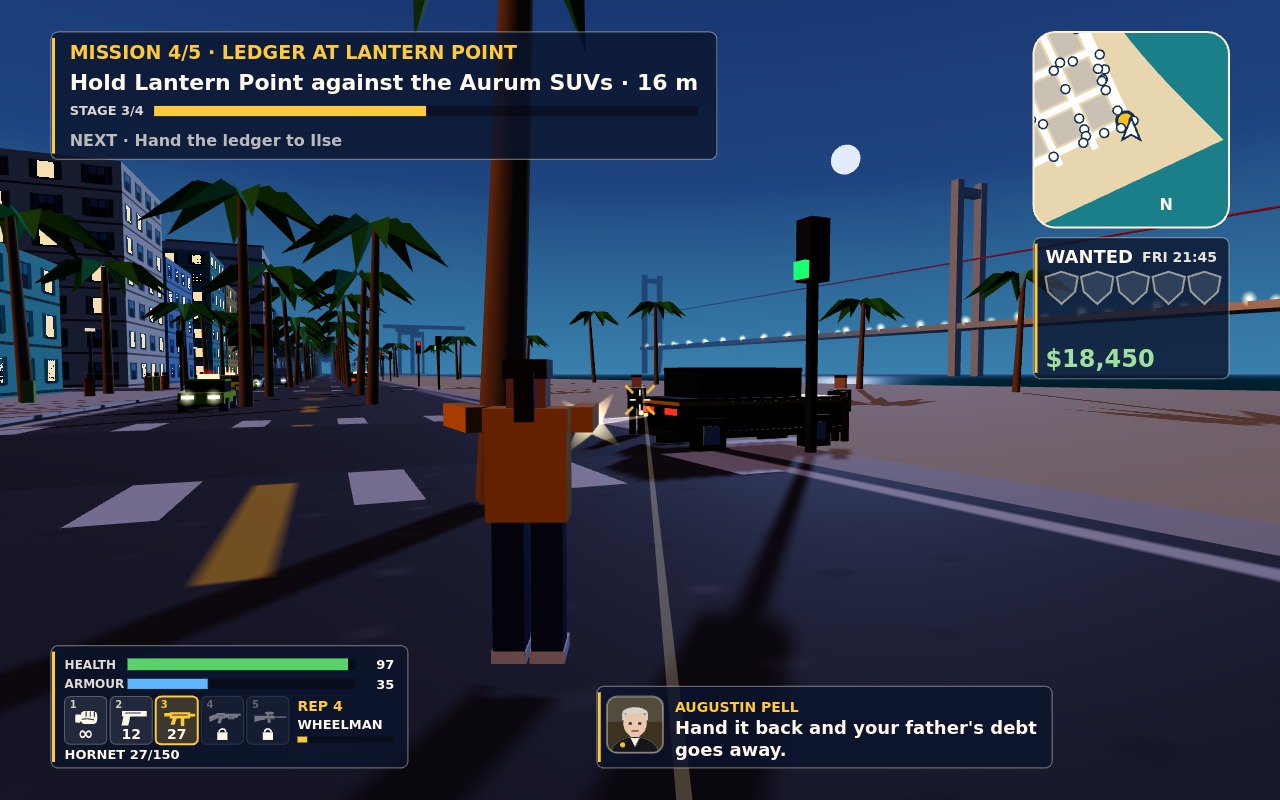 MISSION 4/5 · LEDGER AT LANTERN POINT
Hold Lantern Point against the Aurum SUVs · 16 m
STAGE 3/4
NEXT · Hand the ledger to Ilse
N
WANTED FRI 21:45
$18,450
HEALTH 97
ARMOUR 35
1 2 3 4 5
∞ 12 27
REP 4
WHEELMAN
HORNET 27/150
AUGUSTIN PELL
Hand it back and your father's debt
goes away.